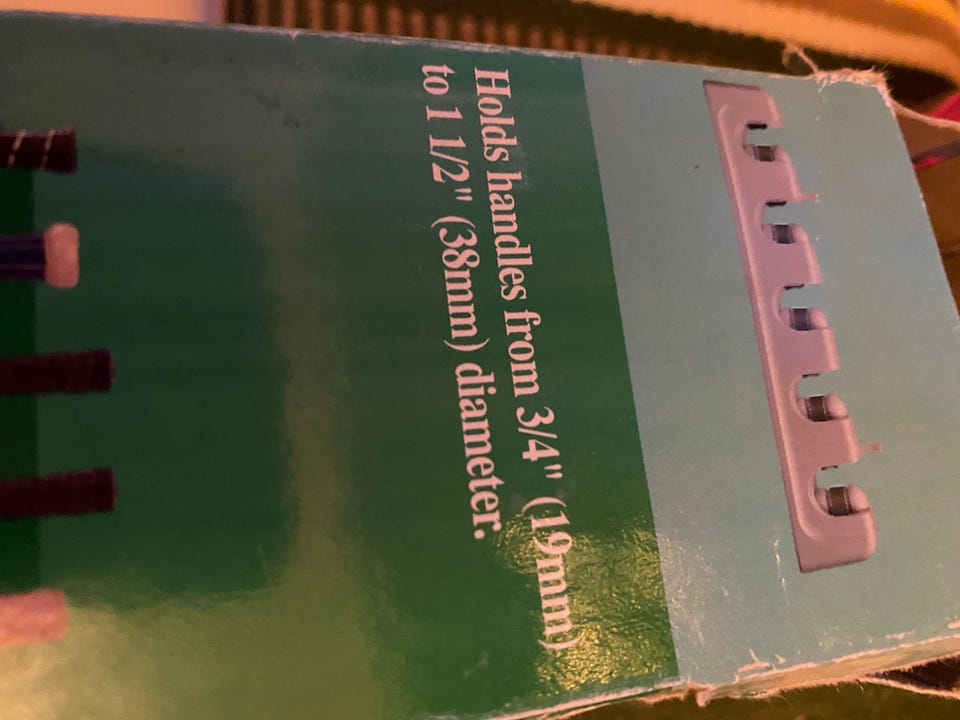 Holds handles from 3/4" (19mm)
to 1 1/2" (38mm) diameter.